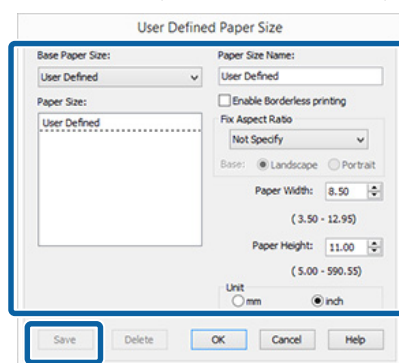 User Defined Paper Size
Base Paper Size:
User Defined
Paper Size:
User Defined
Paper Size Name:
User Defined
Enable Borderless printing
Fix Aspect Ratio
Not Specify
Base: Landscape Portrait
Paper Width: 8.50
( 3.50 - 12.95)
Paper Height: 11.00
( 5.00 - 590.55)
Unit
mm inch
Save Delete OK Cancel Help